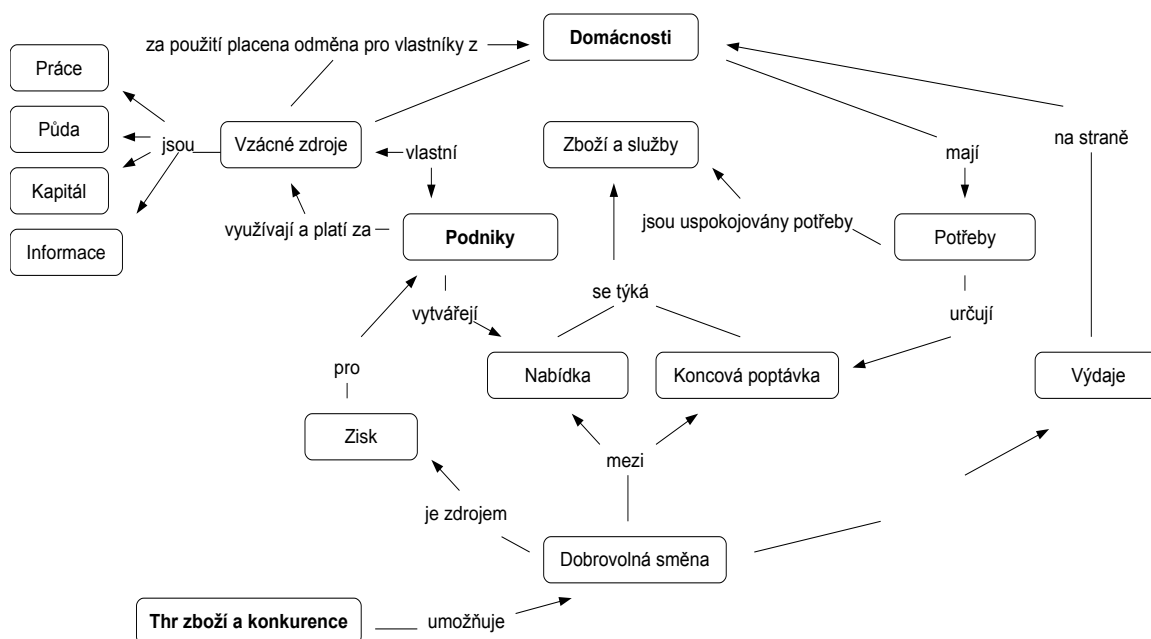 za použití placena odměna pro vlastníky z
Domácnosti
Práce
Půda
jsou
Vzácné zdroje
vlastní
Zboží a služby
mají
na straně
Kapitál
Informace
využívají a platí za
Podniky
jsou uspokojovány potřeby
Potřeby
vytvářejí
se týká
určují
pro
Nabídka
Koncová poptávka
Výdaje
Zisk
mezi
je zdrojem
Dobrovolná směna
Thr zboží a konkurence
umožňuje